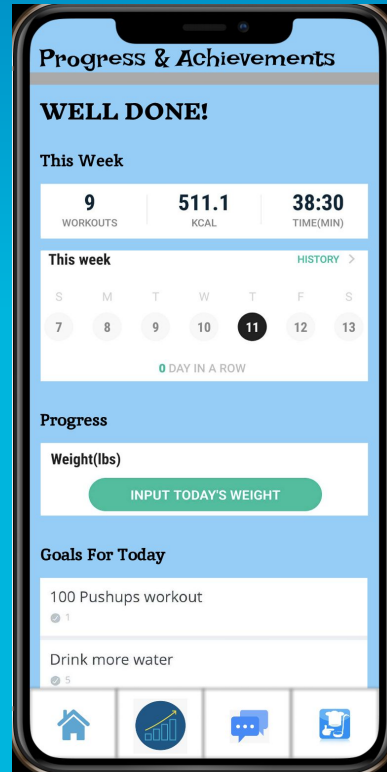 Progress & Achievements
WELL DONE!
This Week
9 511.1 38:30
WORKOUTS KCAL TIME(MIN)
This week HISTORY >
S M T W T F S
7 8 9 10 11 12 13
0 DAY IN A ROW
Progress
Weight(lbs)
INPUT TODAY'S WEIGHT
Goals For Today
100 Pushups workout
1
Drink more water
5